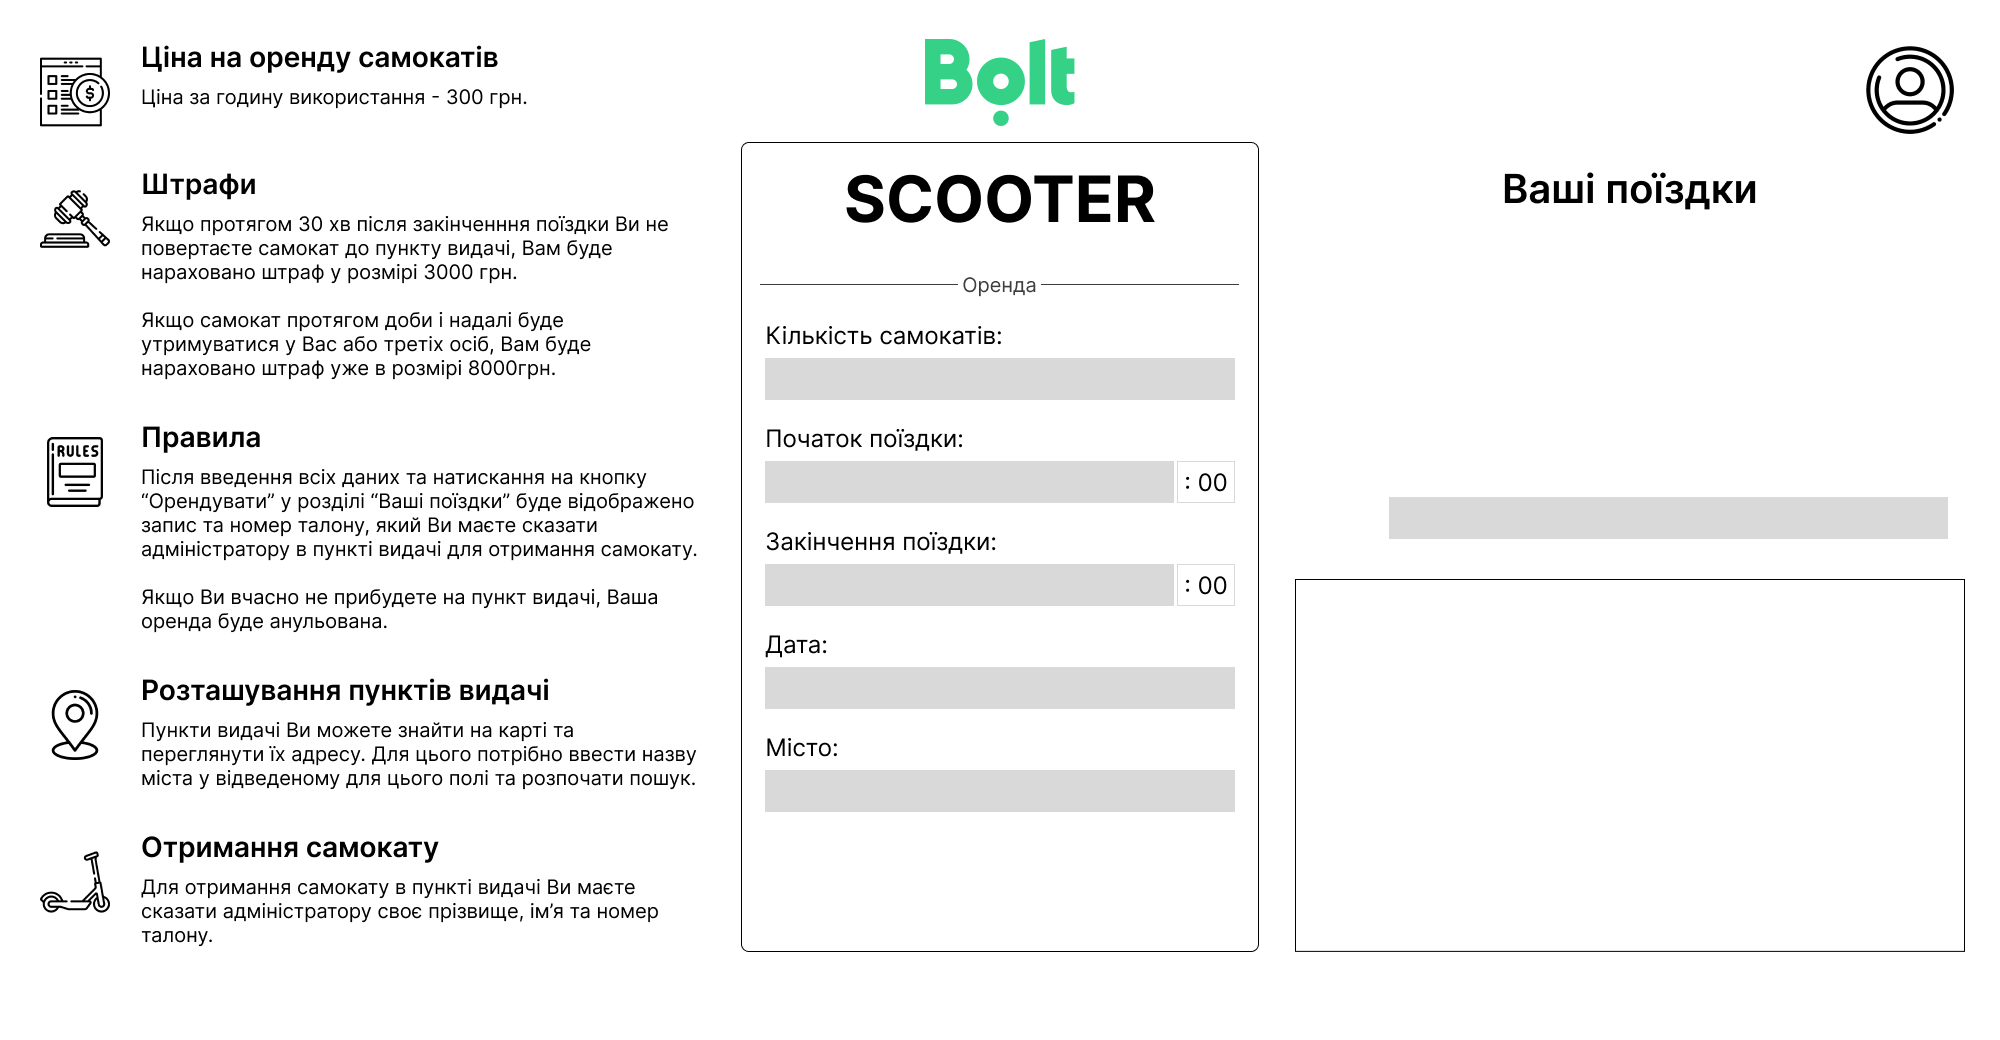 Ціна на оренду самокатів
Ціна за годину використання - 300 грн.
Штрафи
Якщо протягом 30 хв після закінченння поїздки Ви не
повертаєте самокат до пункту видачі, Вам буде
нараховано штраф у розмірі 3000 грн.
Якщо самокат протягом доби і надалі буде
утримуватися у Вас або третіх осіб, Вам буде
нараховано штраф уже в розмірі 8000грн.
RULES
Правила
Після введення всіх даних та натискання на кнопку
“Орендувати” у розділі “Ваші поїздки” буде відображено
запис та номер талону, який Ви маєте сказати
адміністратору в пункті видачі для отримання самокату.
Якщо Ви вчасно не прибудете на пункт видачі, Ваша
оренда буде анульована.
Розташування пунктів видачі
Пункти видачі Ви можете знайти на карті та
переглянути їх адресу. Для цього потрібно ввести назву
міста у відведеному для цього полі та розпочати пошук.
Отримання самокату
Для отримання самокату в пункті видачі Ви маєте
сказати адміністратору своє прізвище, ім’я та номер
талону.
Bolt
SCOOTER
Оренда
Кількість самокатів:
Початок поїздки:
: 00
Закінчення поїздки:
: 00
Дата:
Місто:
Ваші поїздки